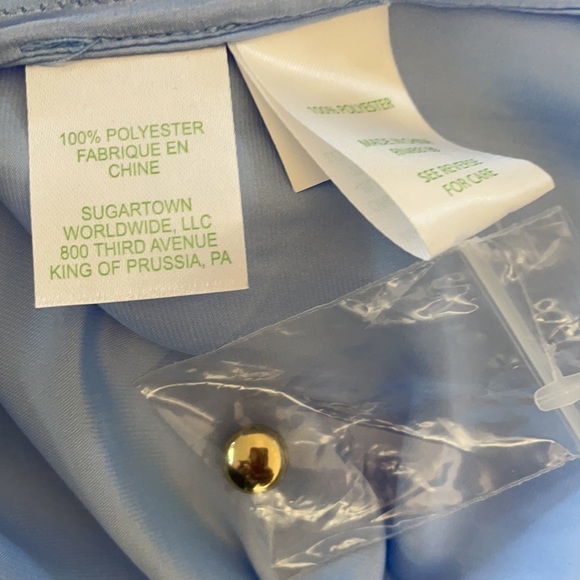 100% POLYESTER
FABRIQUE EN
CHINE
SUGARTOWN
WORLDWIDE, LLC
800 THIRD AVENUE
KING OF PRUSSIA, PA
100% POLYESTER
MADE IN CHINA
SEE REVERSE
FOR CARE